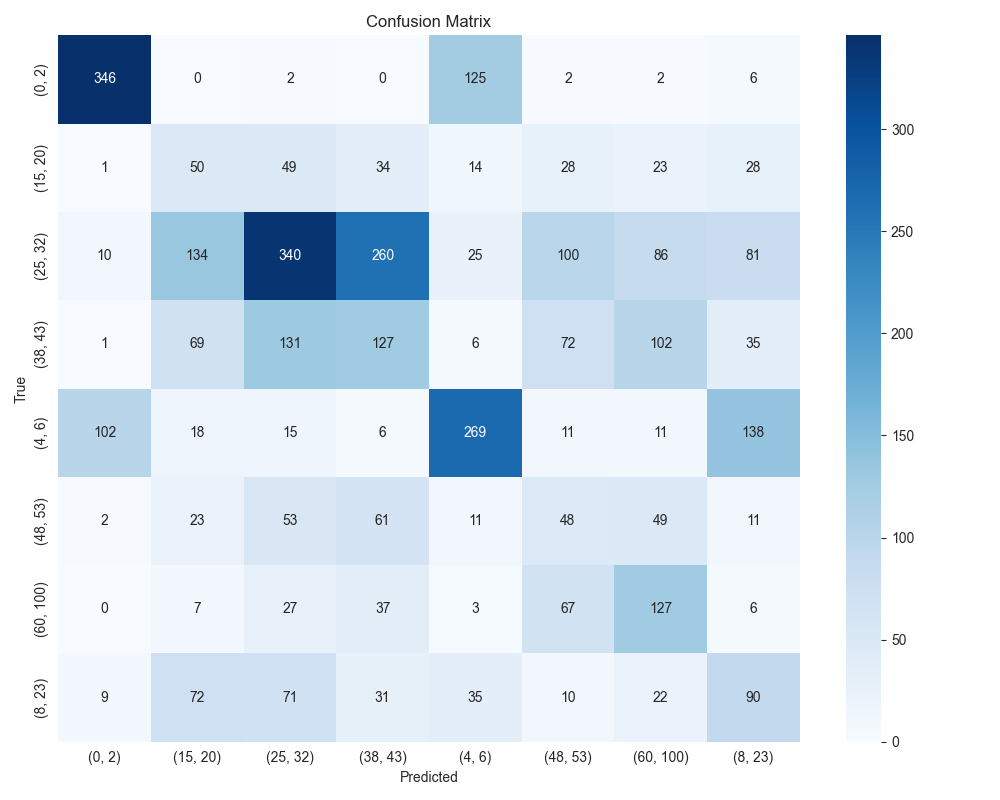 Confusion Matrix
True
(0, 2) 346 0 2 0 125 2 2 6
(15, 20) 1 50 49 34 14 28 23 28
(25, 32) 10 134 340 260 25 100 86 81
(38, 43) 1 69 131 127 6 72 102 35
(4, 6) 102 18 15 6 269 11 11 138
(48, 53) 2 23 53 61 11 48 49 11
(60, 100) 0 7 27 37 3 67 127 6
(8, 23) 9 72 71 31 35 10 22 90
(0, 2) (15, 20) (25, 32) (38, 43) (4, 6) (48, 53) (60, 100) (8, 23)
Predicted
300
250
200
150
100
50
0